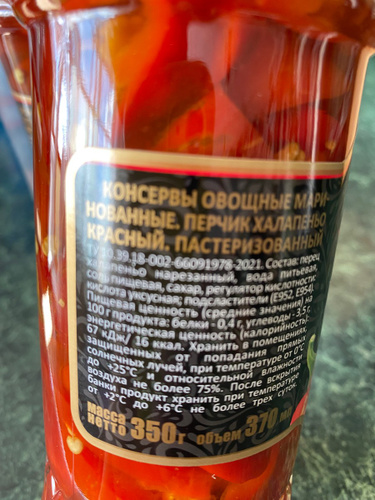 КОНСЕРВЫ ОВОЩНЫЕ МАРИ-
НОВАННЫЕ. ПЕРЧИК ХАЛАПЕНЬО
КРАСНЫЙ. ПАСТЕРИЗОВАННЫЙ
ТУ 10.39.18-002-66091978-2021. Состав: перец
халапеньо нарезанный, вода питьевая,
соль пищевая, сахар, регулятор кислотности:
кислота уксусная; подсластители (Е952, Е954).
Пищевая ценность (средние значения) на
100 г продукта: белки - 0,4 г, углеводы - 3,5 г,
энергетическая ценность (калорийность):
67 кДж/ 16 ккал. Хранить в помещениях,
защищенных от попадания прямых
солнечных лучей, при температуре от 0°С
до +25°С и относительной влажности
воздуха не более 75%. После вскрытия
банки продукт хранить при температуре
от +2°С до +6°С не более трех суток.
масса нетто 350 г объем 370 мл